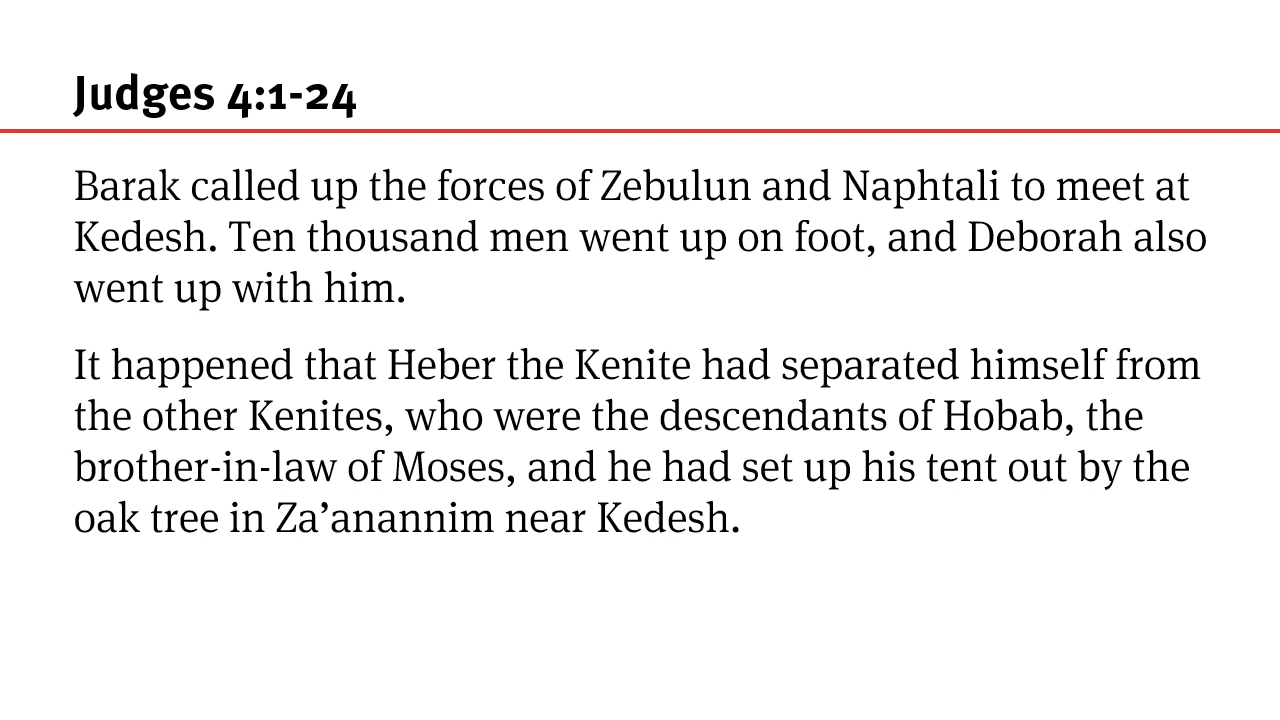 Judges 4:1-24
Barak called up the forces of Zebulun and Naphtali to meet at
Kedesh. Ten thousand men went up on foot, and Deborah also
went up with him.
It happened that Heber the Kenite had separated himself from
the other Kenites, who were the descendants of Hobab, the
brother-in-law of Moses, and he had set up his tent out by the
oak tree in Za’anannim near Kedesh.